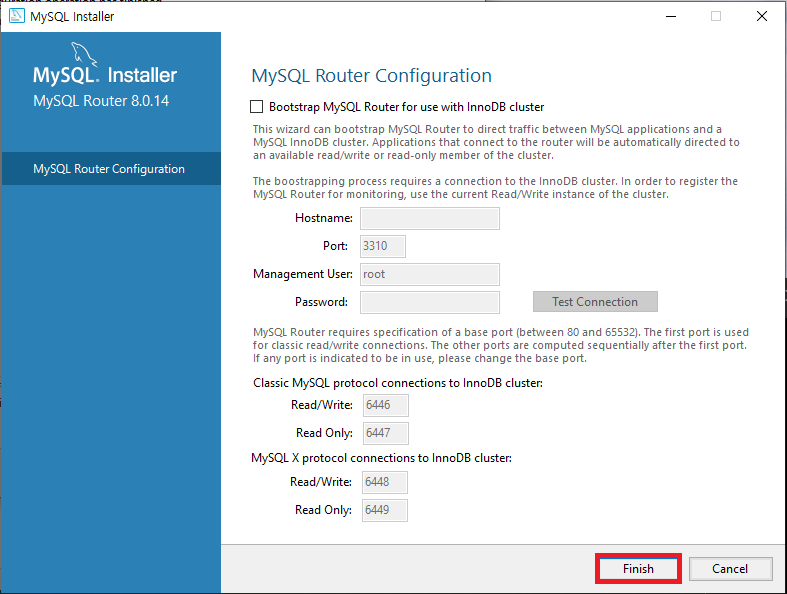 MySQL Installer
MySQL. Installer
MySQL Router 8.0.14
MySQL Router Configuration
MySQL Router Configuration
Bootstrap MySQL Router for use with InnoDB cluster
This wizard can bootstrap MySQL Router to direct traffic between MySQL applications and a
MySQL InnoDB cluster. Applications that connect to the router will be automatically directed to
an available read/write or read-only member of the cluster.
The boostrapping process requires a connection to the InnoDB cluster. In order to register the
MySQL Router for monitoring, use the current Read/Write instance of the cluster.
Hostname:
Port: 3310
Management User: root
Password:
Test Connection
MySQL Router requires specification of a base port (between 80 and 65532). The first port is used
for classic read/write connections. The other ports are computed sequentially after the first port.
If any port is indicated to be in use, please change the base port.
Classic MySQL protocol connections to InnoDB cluster:
Read/Write: 6446
Read Only: 6447
MySQL X protocol connections to InnoDB cluster:
Read/Write: 6448
Read Only: 6449
Finish
Cancel